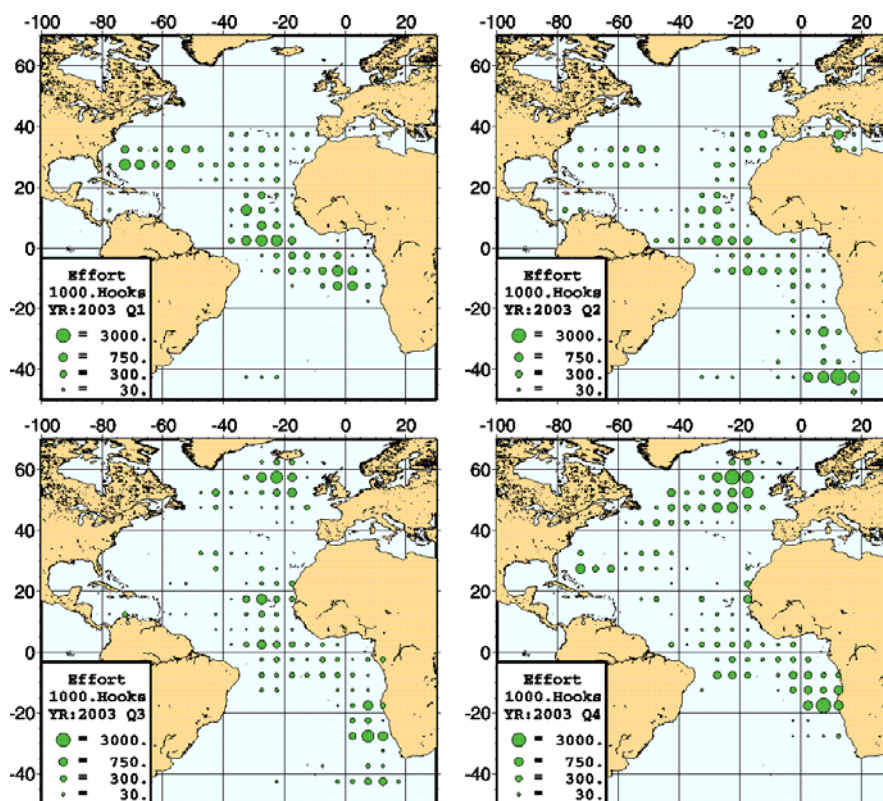 -100 -80 -60 -40 -20 0 20
60
40
20
0
-20
-40
Effort
1000.Hooks
YR:2003 Q1
= 3000.
= 750.
= 300.
= 30.
-100 -80 -60 -40 -20 0 20
60
40
20
0
-20
-40
Effort
1000.Hooks
YR:2003 Q2
= 3000.
= 750.
= 300.
= 30.
-100 -80 -60 -40 -20 0 20
60
40
20
0
-20
-40
Effort
1000.Hooks
YR:2003 Q3
= 3000.
= 750.
= 300.
= 30.
-100 -80 -60 -40 -20 0 20
60
40
20
0
-20
-40
Effort
1000.Hooks
YR:2003 Q4
= 3000.
= 750.
= 300.
= 30.